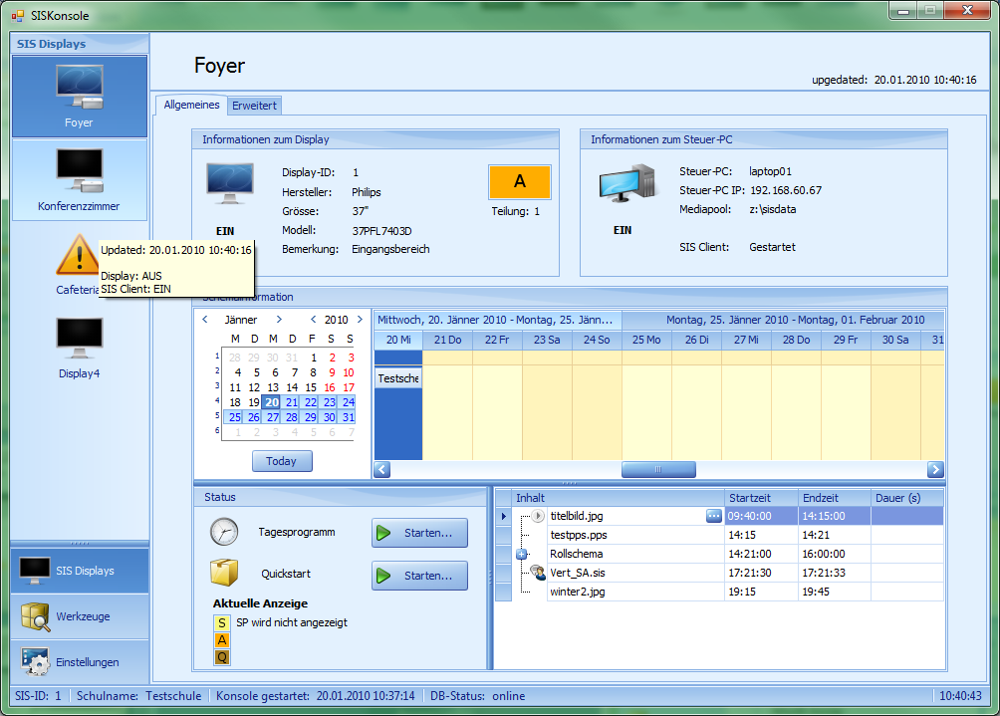 SISKonsole
SIS Displays
Foyer
Konferenzzimmer
Cafeteria
Updated: 20.01.2010 10:40:16
Display: AUS
SIS Client: EIN
Display4
SIS Displays
Werkzeuge
Einstellungen
Foyer
upgedated: 20.01.2010 10:40:16
Allgemeines Erweitert
Informationen zum Display
Display-ID: 1
Hersteller: Philips
Grösse: 37"
Modell: 37PFL7403D
Bemerkung: Eingangsbereich
EIN
A
Teilung: 1
Informationen zum Steuer-PC
Steuer-PC: laptop01
Steuer-PC IP: 192.168.60.67
Mediapool: z:\sisdata
SIS Client: Gestartet
EIN
Schemainformation
< Jänner > < 2010 >
M D M D F S S
1 28 29 30 31 1 2 3
2 4 5 6 7 8 9 10
3 11 12 13 14 15 16 17
4 18 19 20 21 22 23 24
5 25 26 27 28 29 30 31
6 1 2 3 4 5 6 7
Today
Mittwoch, 20. Jänner 2010 - Montag, 25. Jänn... Montag, 25. Jänner 2010 - Montag, 01. Februar 2010
20 Mi 21 Do 22 Fr 23 Sa 24 So 25 Mo 26 Di 27 Mi 28 Do 29 Fr 30 Sa 31
Testsche
Status
Tagesprogramm Starten...
Quickstart Starten...
Aktuelle Anzeige
S SP wird nicht angezeigt
A
Q
Inhalt Startzeit Endzeit Dauer (s)
titelbild.jpg ... 09:40:00 14:15:00
testpps.pps 14:15 14:21
Rollschema 14:21:00 16:00:00
Vert_SA.sis 17:21:30 17:21:33
winter2.jpg 19:15 19:45
SIS-ID: 1 Schulname: Testschule Konsole gestartet: 20.01.2010 10:37:14 DB-Status: online 10:40:43